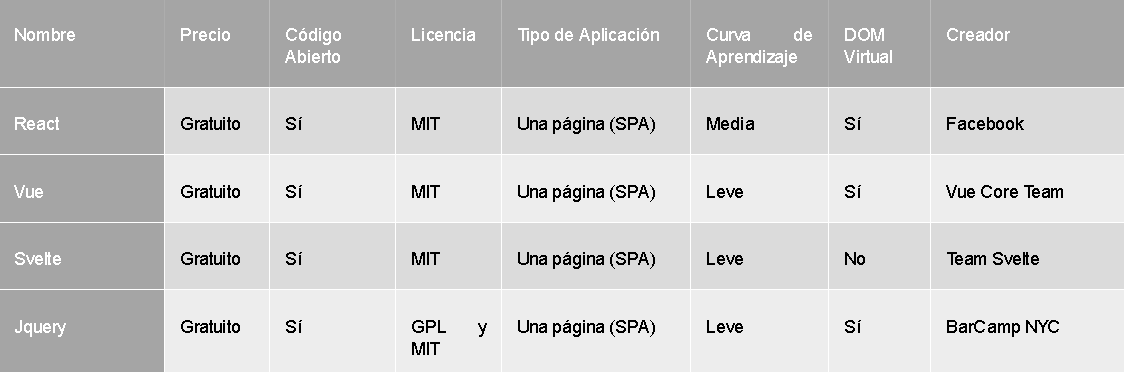 Nombre Precio Código Abierto Licencia Tipo de Aplicación Curva de Aprendizaje DOM Virtual Creador
React Gratuito Sí MIT Una página (SPA) Media Sí Facebook
Vue Gratuito Sí MIT Una página (SPA) Leve Sí Vue Core Team
Svelte Gratuito Sí MIT Una página (SPA) Leve No Team Svelte
Jquery Gratuito Sí GPL y MIT Una página (SPA) Leve Sí BarCamp NYC